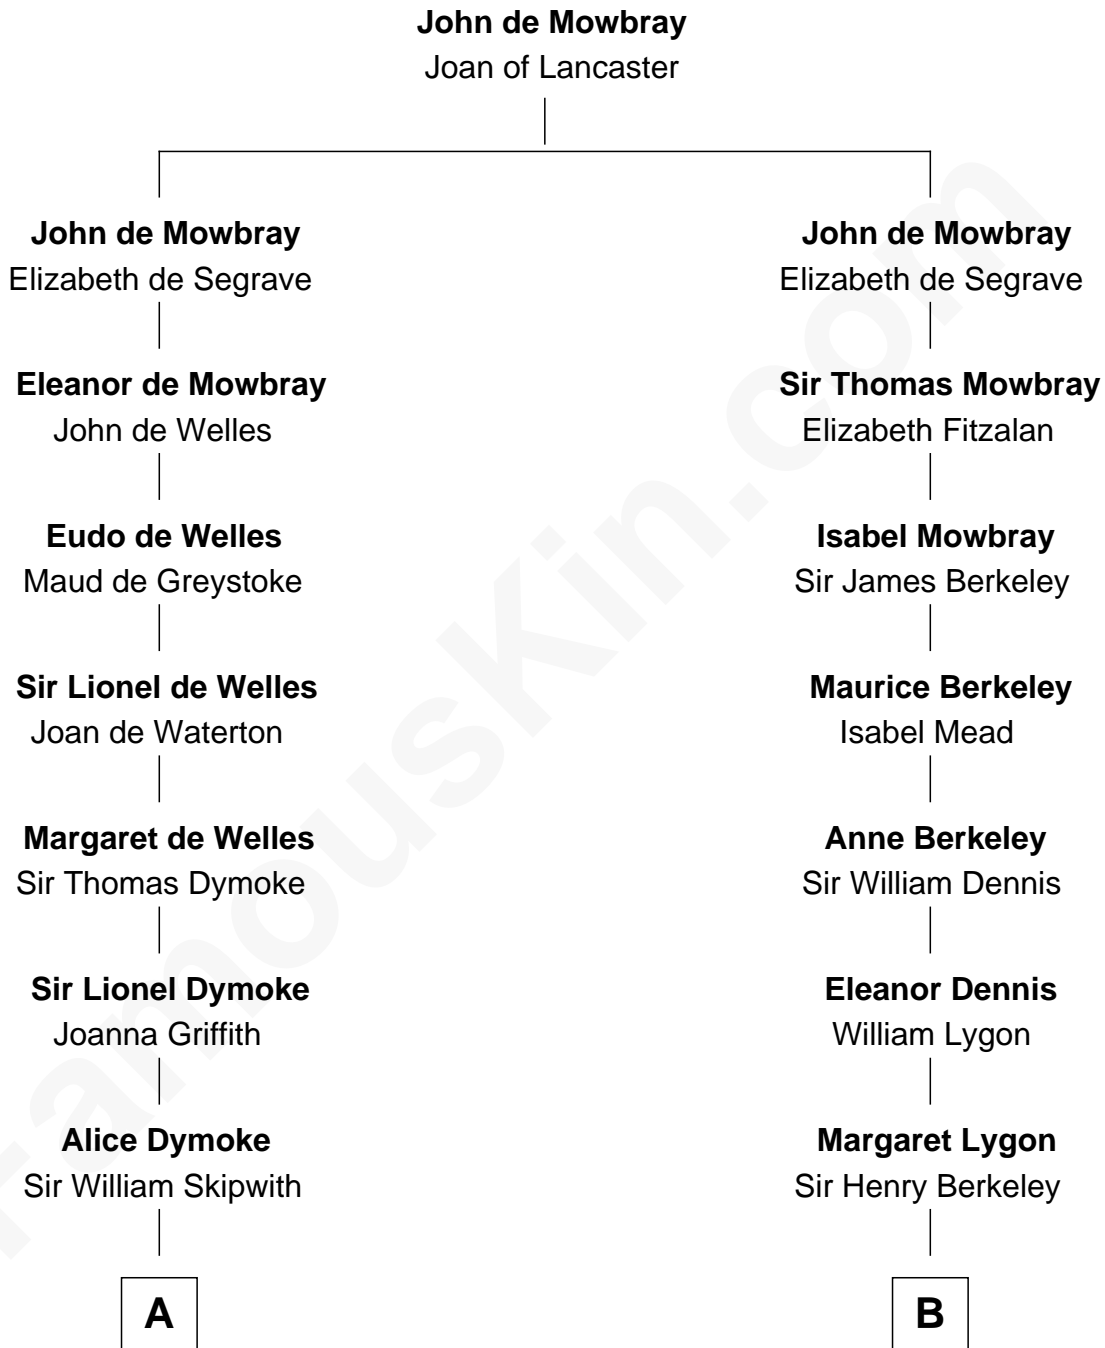 John de Mowbray
Joan of Lancaster
John de Mowbray
Elizabeth de Segrave
Eleanor de Mowbray
John de Welles
Eudo de Welles
Maud de Greystoke
Sir Lionel de Welles
Joan de Waterton
Margaret de Welles
Sir Thomas Dymoke
Sir Lionel Dymoke
Joanna Griffith
Alice Dymoke
Sir William Skipwith
A
John de Mowbray
Elizabeth de Segrave
Sir Thomas Mowbray
Elizabeth Fitzalan
Isabel Mowbray
Sir James Berkeley
Maurice Berkeley
Isabel Mead
Anne Berkeley
Sir William Dennis
Eleanor Dennis
William Lygon
Margaret Lygon
Sir Henry Berkeley
B
FamousKin.com